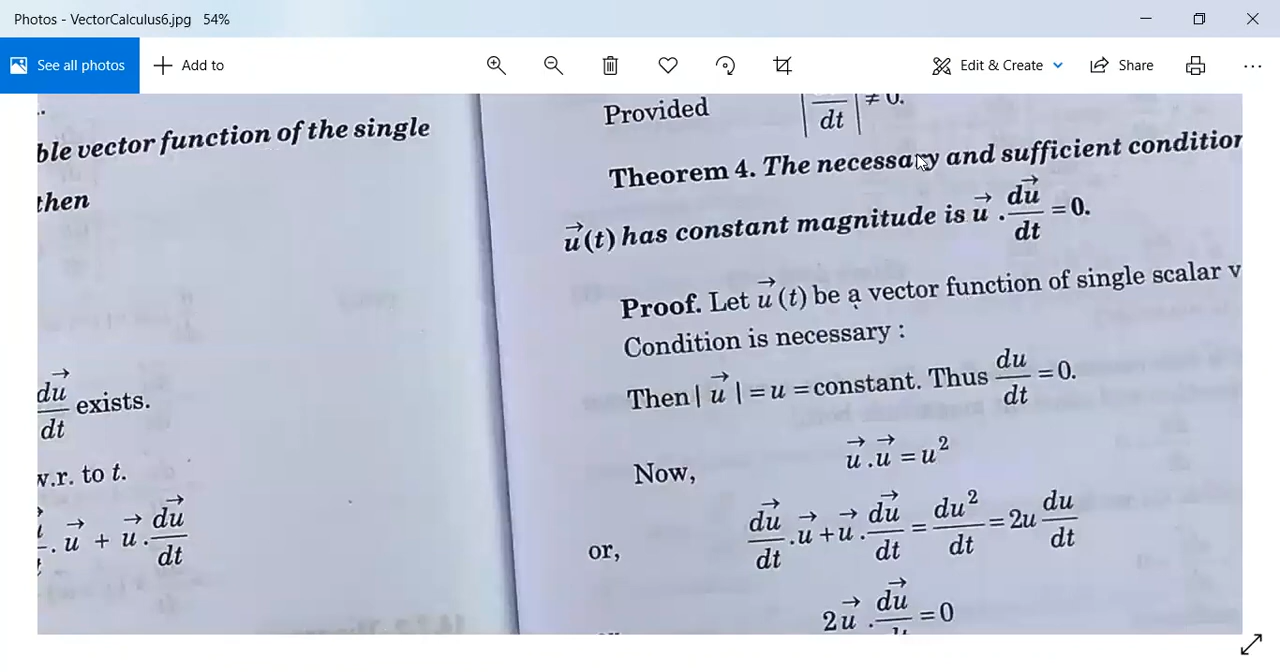 Photos - VectorCalculus6.jpg 54%
See all photos
Add to
Edit & Create
Share
ble vector function of the single
then
du⃗/dt exists.
w.r. to t.
. u⃗ + u⃗ . du⃗/dt
Provided | /dt | ≠ 0.
Theorem 4. The necessary and sufficient condition
u⃗(t) has constant magnitude is u⃗ . du⃗/dt = 0.
Proof. Let u⃗ (t) be a vector function of single scalar v
Condition is necessary :
Then | u⃗ | = u = constant. Thus du/dt = 0.
Now, u⃗ . u⃗ = u²
or, du⃗/dt . u⃗ + u⃗ . du⃗/dt = du²/dt = 2u du/dt
2u⃗ . du⃗/dt = 0